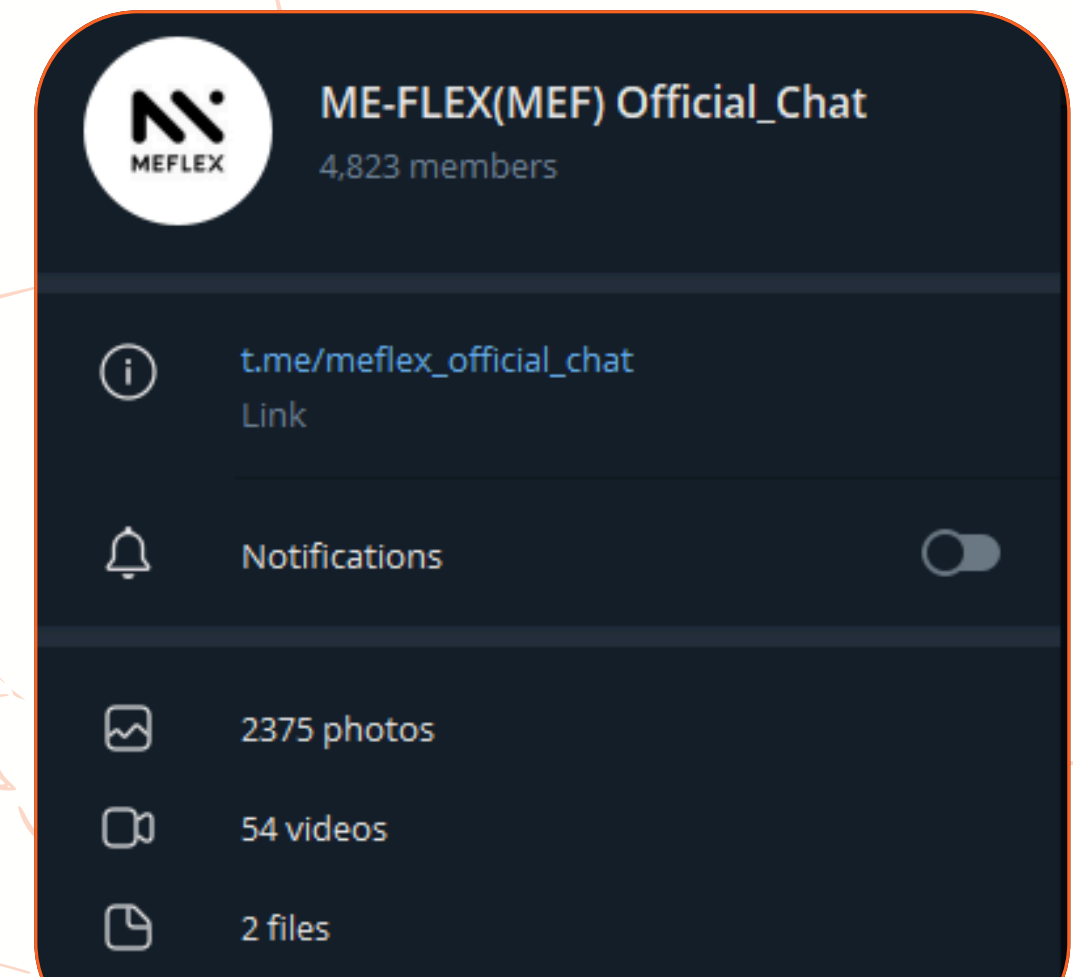 MEFLEX
ME-FLEX(MEF) Official_Chat
4,823 members
t.me/meflex_official_chat
Link
Notifications
2375 photos
54 videos
2 files